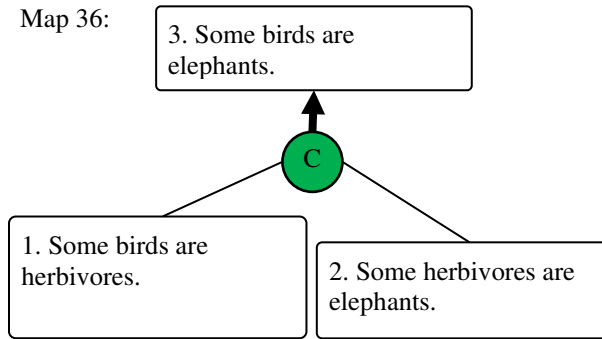 Map 36:
3. Some birds are
elephants.
C
1. Some birds are
herbivores.
2. Some herbivores are
elephants.